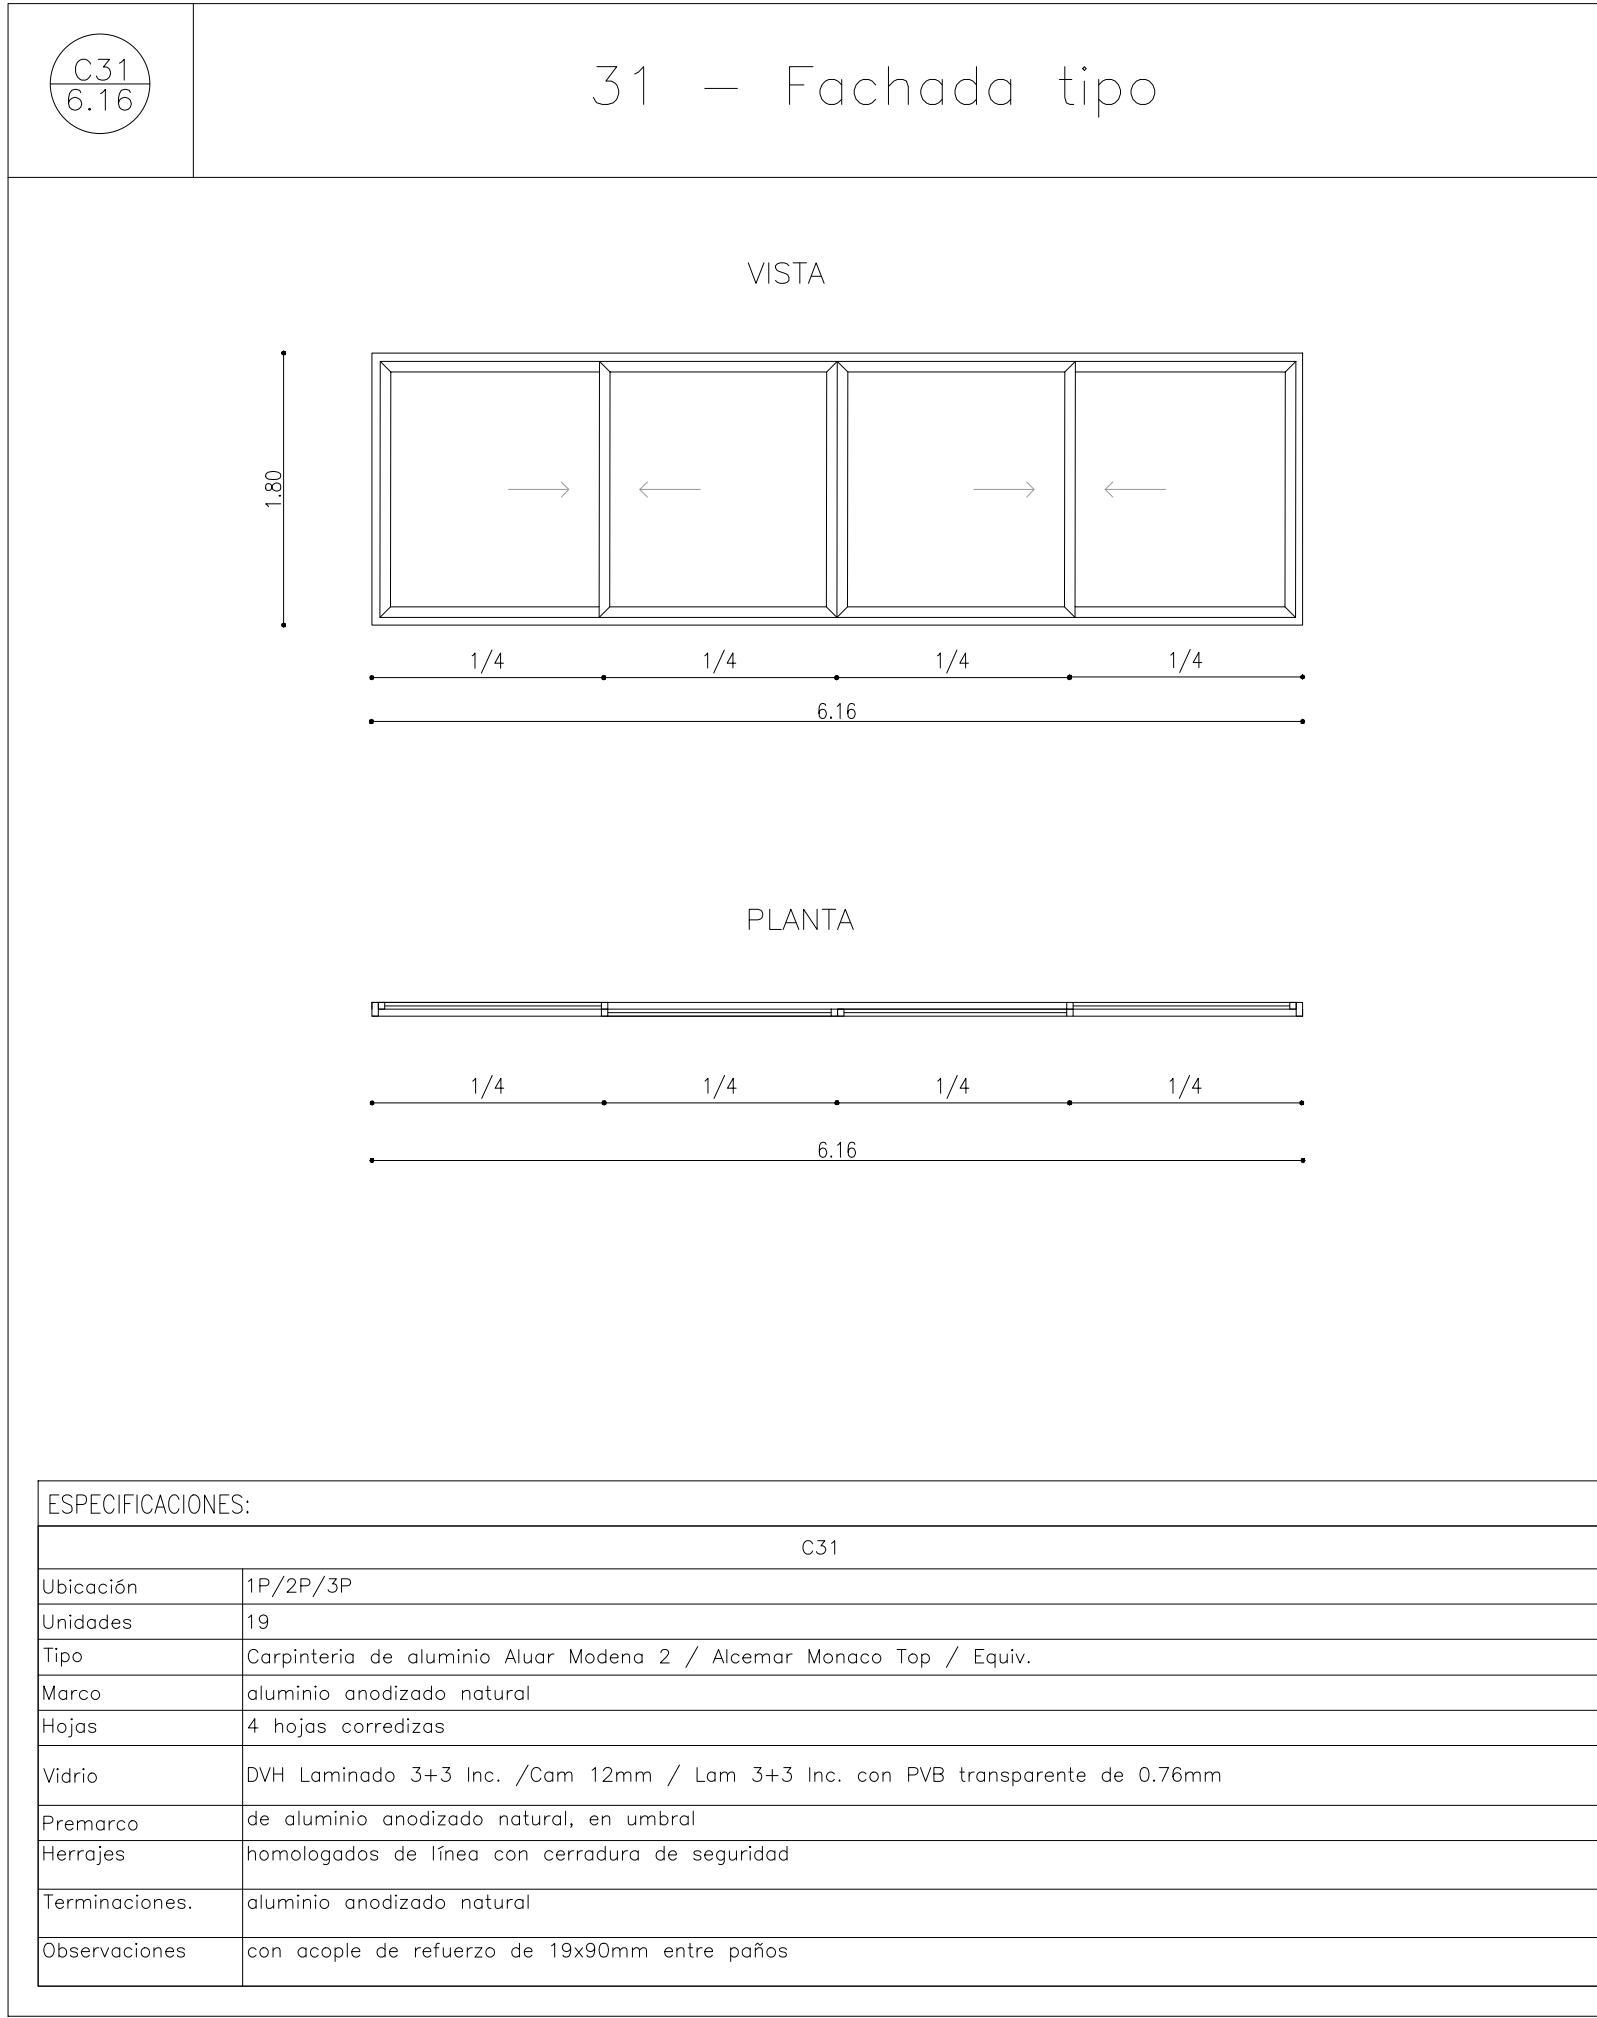 C31
6.16
31 - Fachada tipo
VISTA
1.80
1/4 1/4 1/4 1/4
6.16
PLANTA
1/4 1/4 1/4 1/4
6.16
ESPECIFICACIONES:
C31
Ubicación 1P/2P/3P
Unidades 19
Tipo Carpinteria de aluminio Aluar Modena 2 / Alcemar Monaco Top / Equiv.
Marco aluminio anodizado natural
Hojas 4 hojas corredizas
Vidrio DVH Laminado 3+3 Inc. /Cam 12mm / Lam 3+3 Inc. con PVB transparente de 0.76mm
Premarco de aluminio anodizado natural, en umbral
Herrajes homologados de línea con cerradura de seguridad
Terminaciones. aluminio anodizado natural
Observaciones con acople de refuerzo de 19x90mm entre paños